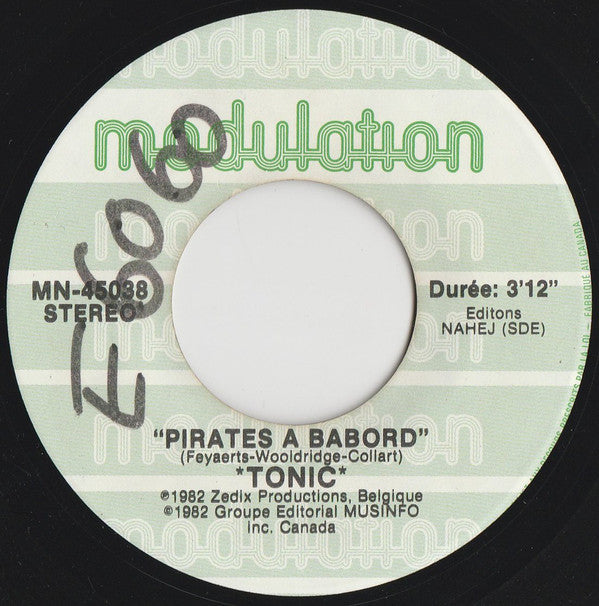 modulation
E6060
MN-45038
STEREO
Durée: 3'12"
Editons
NAHEJ (SDE)
"PIRATES A BABORD"
(Feyaerts-Wooldridge-Collart)
*TONIC*
℗1982 Zedix Productions, Belgique
©1982 Groupe Editorial MUSINFO
inc. Canada
FABRIQUE AU CANADA